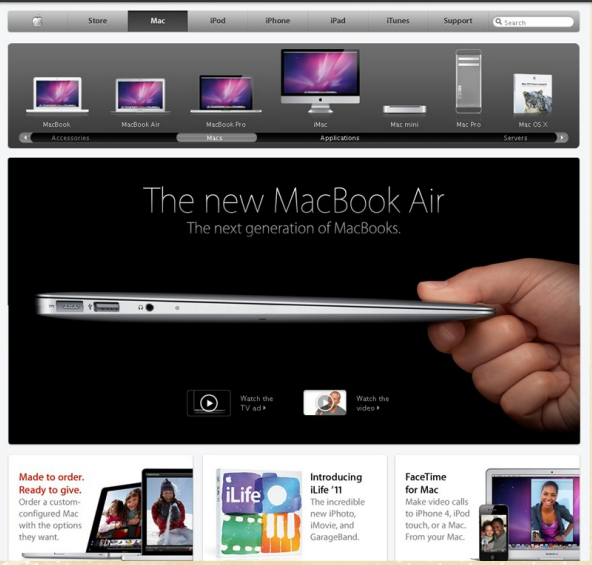 Store Mac iPod iPhone iPad iTunes Support Search
MacBook MacBook Air MacBook Pro iMac Mac mini Mac Pro Mac OS X
Accessories Macs Applications Servers
The new MacBook Air
The next generation of MacBooks.
Watch the
TV ad
Watch the
video
Made to order.
Ready to give.
Order a custom-
configured Mac
with the options
they want.
iLife
Introducing
iLife '11
The incredible
new iPhoto,
iMovie, and
GarageBand.
FaceTime
for Mac
Make video calls
to iPhone 4, iPod
touch, or a Mac.
From your Mac.